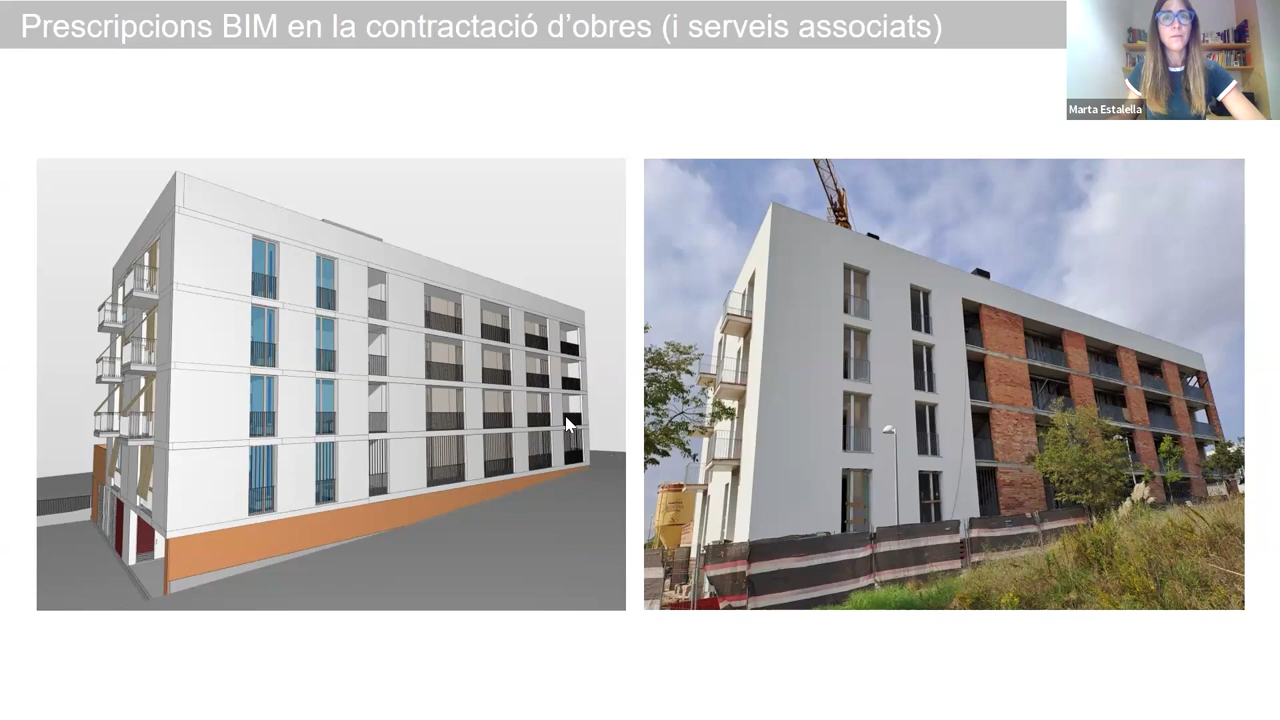 Prescripcions BIM en la contractació d’obres (i serveis associats)
Marta Estalella